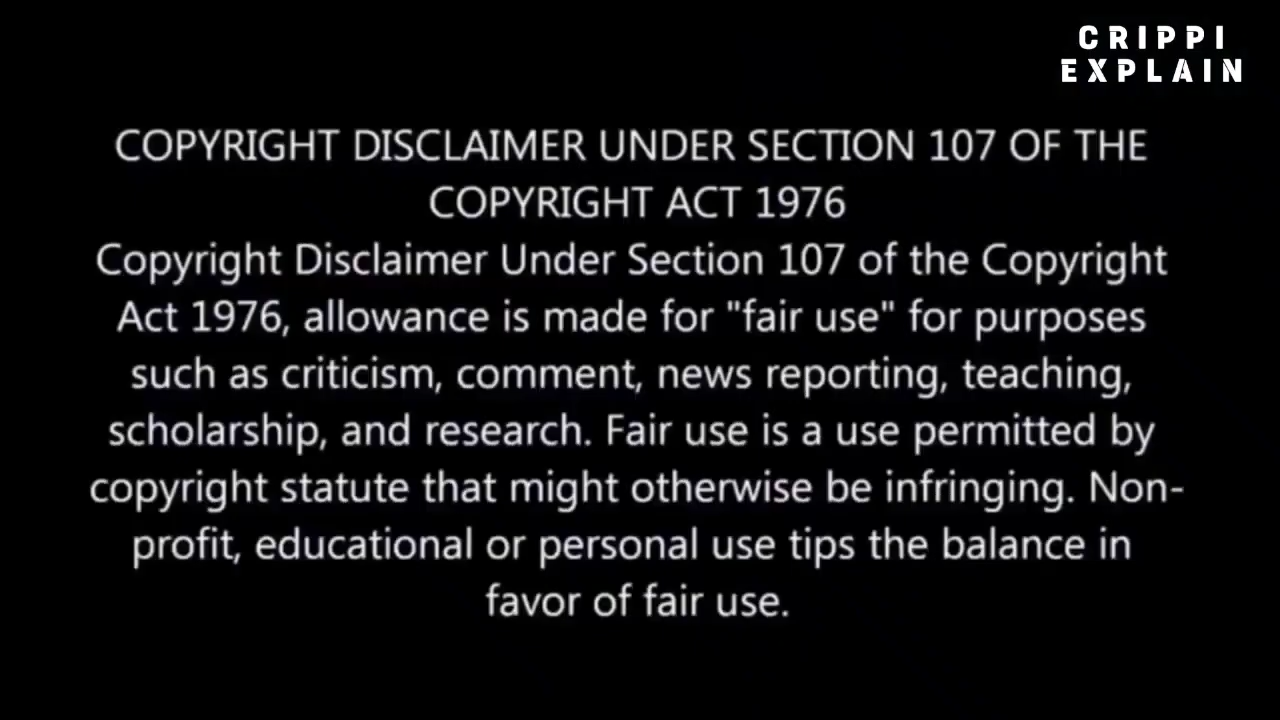 CRIPPI
EXPLAIN
COPYRIGHT DISCLAIMER UNDER SECTION 107 OF THE
COPYRIGHT ACT 1976
Copyright Disclaimer Under Section 107 of the Copyright
Act 1976, allowance is made for "fair use" for purposes
such as criticism, comment, news reporting, teaching,
scholarship, and research. Fair use is a use permitted by
copyright statute that might otherwise be infringing. Non-
profit, educational or personal use tips the balance in
favor of fair use.